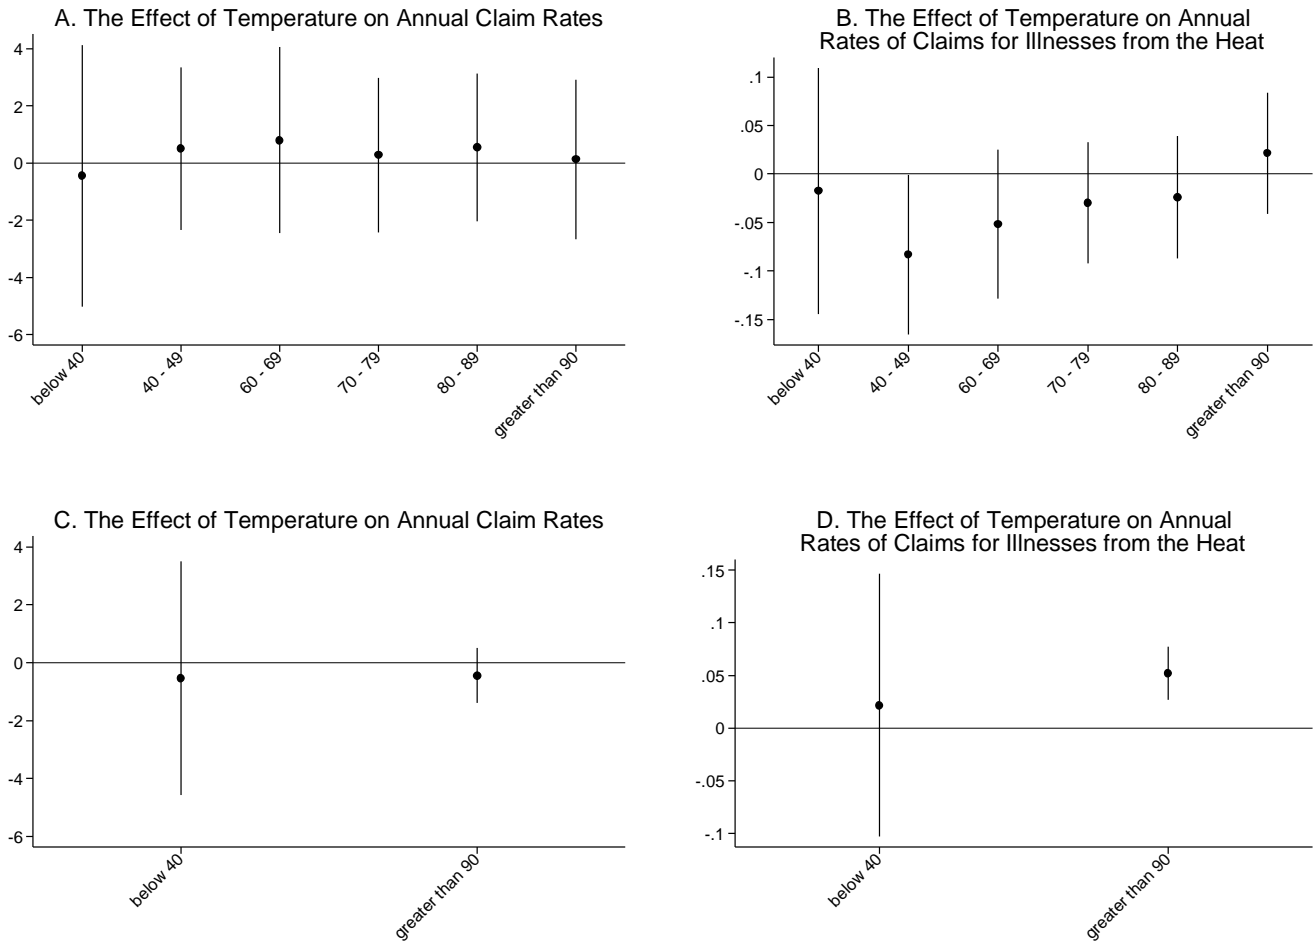 A. The Effect of Temperature on Annual Claim Rates
4
2
0
-2
-4
-6
below 40
40 - 49
60 - 69
70 - 79
80 - 89
greater than 90
B. The Effect of Temperature on Annual
Rates of Claims for Illnesses from the Heat
.1
.05
0
-.05
-.1
-.15
below 40
40 - 49
60 - 69
70 - 79
80 - 89
greater than 90
C. The Effect of Temperature on Annual Claim Rates
4
2
0
-2
-4
-6
below 40
greater than 90
D. The Effect of Temperature on Annual
Rates of Claims for Illnesses from the Heat
.15
.1
.05
0
-.05
-.1
below 40
greater than 90